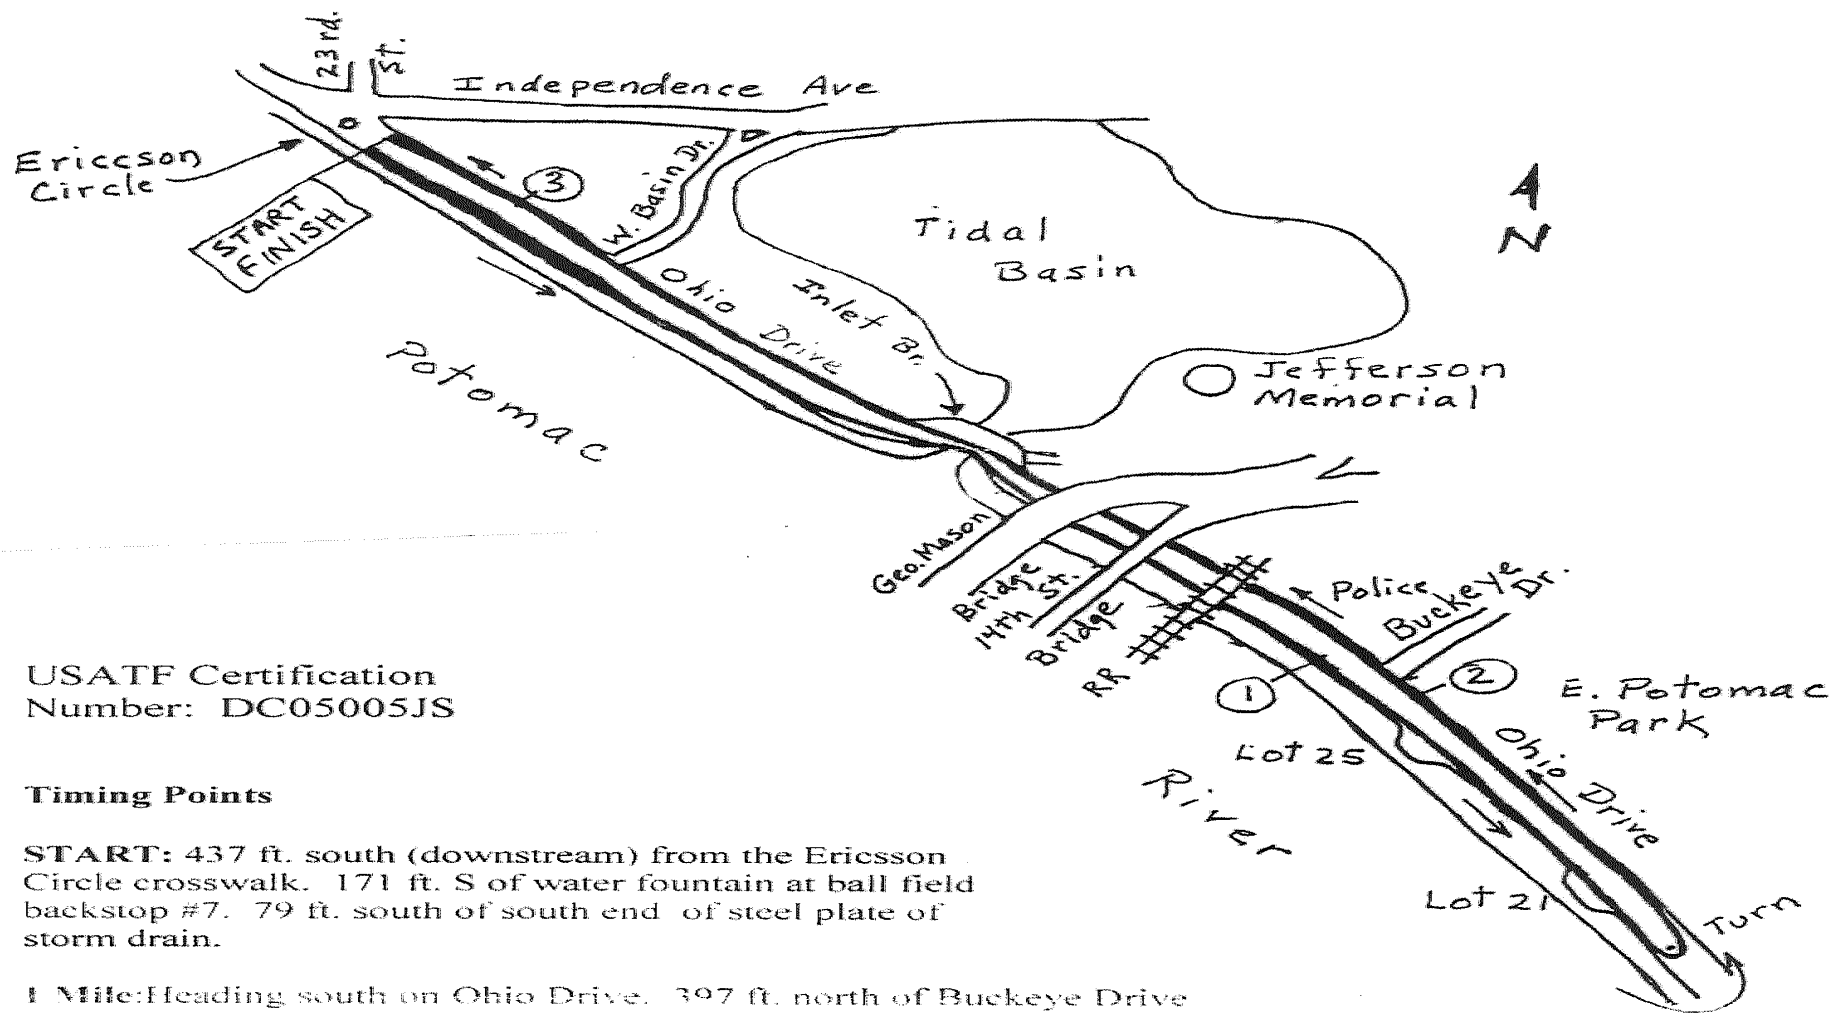 23rd.
St.
Independence Ave
Ericcson
Circle
START
FINISH
3
W. Basin Dr.
Tidal
Basin
N
Ohio Drive
Inlet Br.
Potomac
Jefferson
Memorial
Geo. Mason
Bridge
14th St.
Bridge
RR
Police
Buckeye
Dr.
1
2
E. Potomac
Park
Lot 25
Ohio Drive
River
Lot 21
Turn
USATF Certification
Number: DC05005JS
Timing Points
START: 437 ft. south (downstream) from the Ericsson
Circle crosswalk. 171 ft. S of water fountain at ball field
backstop #7. 79 ft. south of south end of steel plate of
storm drain.
1 Mile:Heading south on Ohio Drive. 397 ft. north of Buckeye Drive